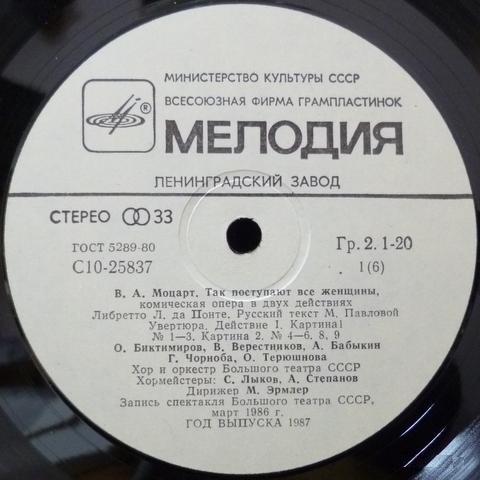 МИНИСТЕРСТВО КУЛЬТУРЫ СССР
ВСЕСОЮЗНАЯ ФИРМА ГРАМПЛАСТИНОК
®
МЕЛОДИЯ
ЛЕНИНГРАДСКИЙ ЗАВОД
СТЕРЕО 33
ГОСТ 5289-80
Гр. 2. 1-20
С10-25837
1(6)
В. А. Моцарт, Так поступают все женщины,
комическая опера в двух действиях
Либретто Л. да Понте, Русский текст М. Павловой
Увертюра, Действие I. Картина1
№ 1—3, Картина 2. № 4—6, 8, 9
О. Биктимиров, В. Верестников, А. Бабыкин
Г. Чорноба, О. Терюшнова
Хор и оркестр Большого театра СССР
Хормейстеры: С. Лыков, А. Степанов
Дирижер М. Эрмлер
Запись спектакля Большого театра СССР,
март 1986 г.
ГОД ВЫПУСКА 1987